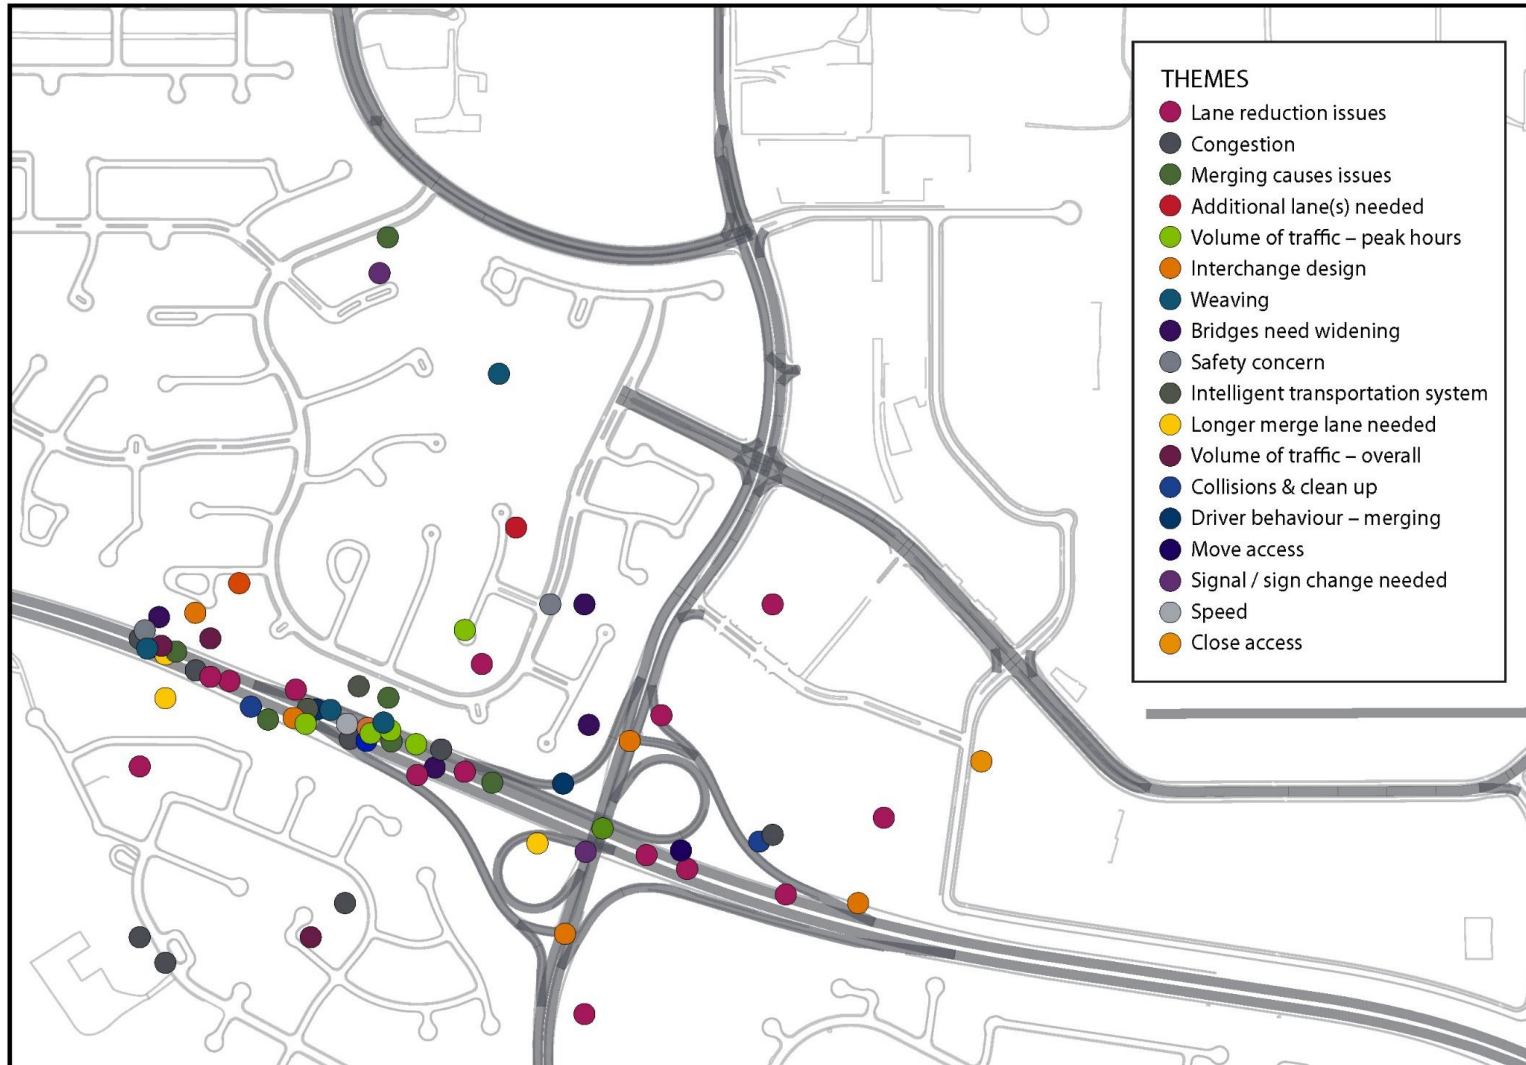 THEMES
Lane reduction issues
Congestion
Merging causes issues
Additional lane(s) needed
Volume of traffic – peak hours
Interchange design
Weaving
Bridges need widening
Safety concern
Intelligent transportation system
Longer merge lane needed
Volume of traffic – overall
Collisions & clean up
Driver behaviour – merging
Move access
Signal / sign change needed
Speed
Close access